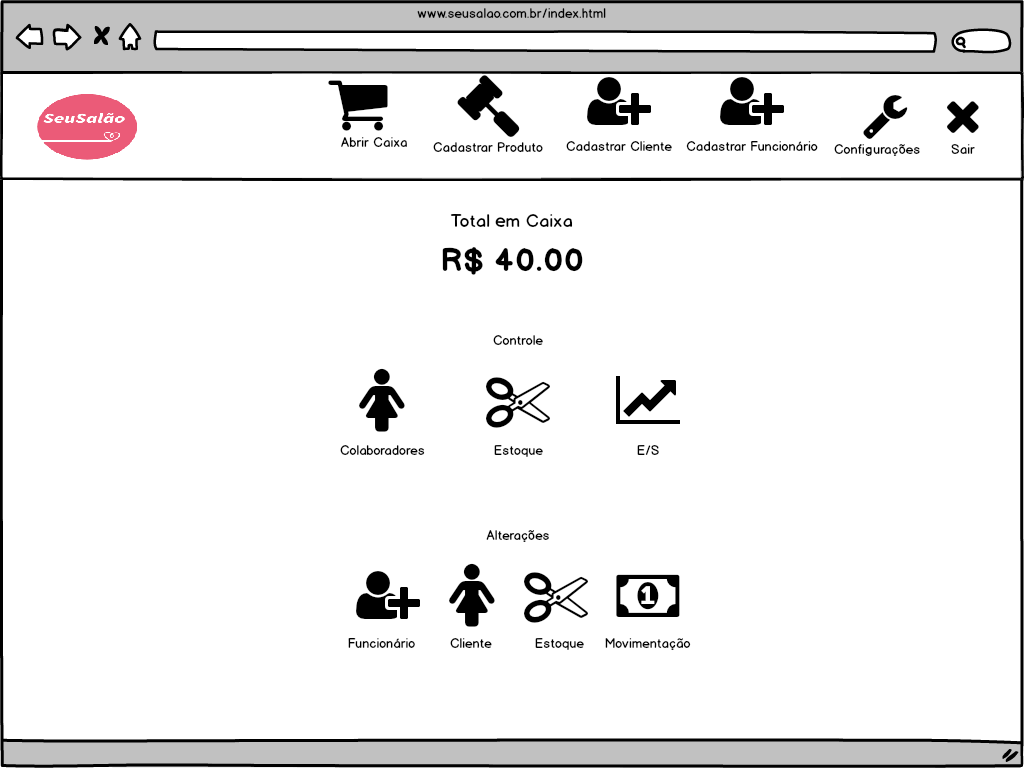 www.seusalao.com.br/index.html
SeuSalão
Abrir Caixa
Cadastrar Produto
Cadastrar Cliente
Cadastrar Funcionário
Configurações
Sair
Total em Caixa
R$ 40.00
Controle
Colaboradores
Estoque
E/S
Alterações
1
Funcionário
Cliente
Estoque
Movimentação